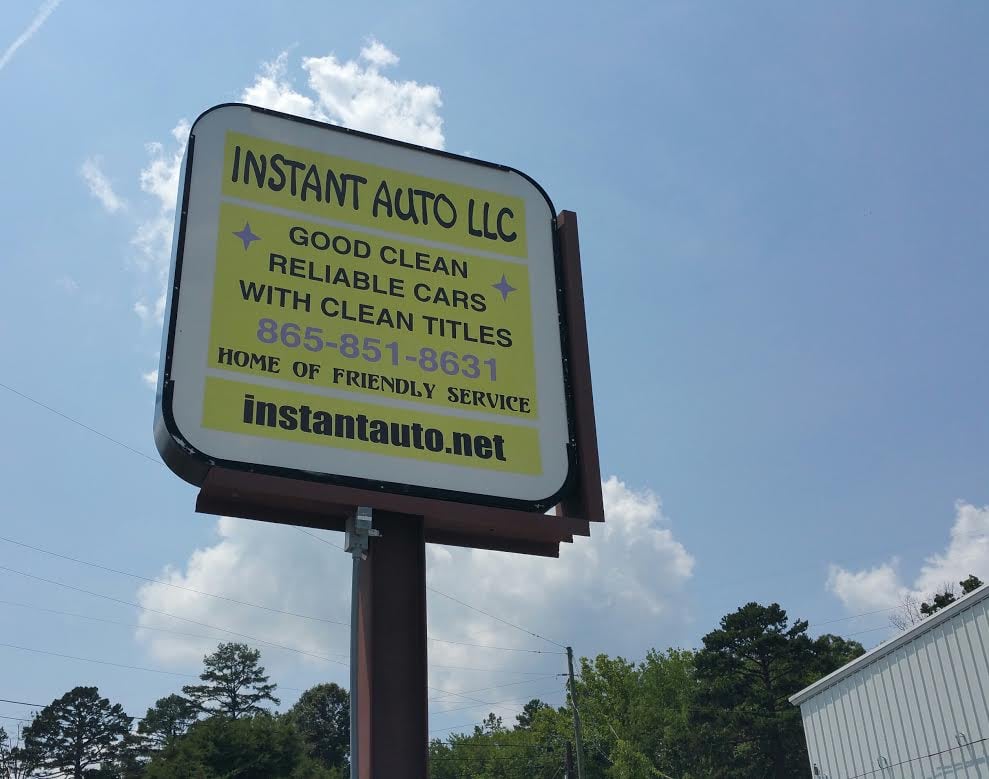 INSTANT AUTO LLC
GOOD CLEAN
RELIABLE CARS
WITH CLEAN TITLES
865-851-8631
HOME OF FRIENDLY SERVICE
instantauto.net